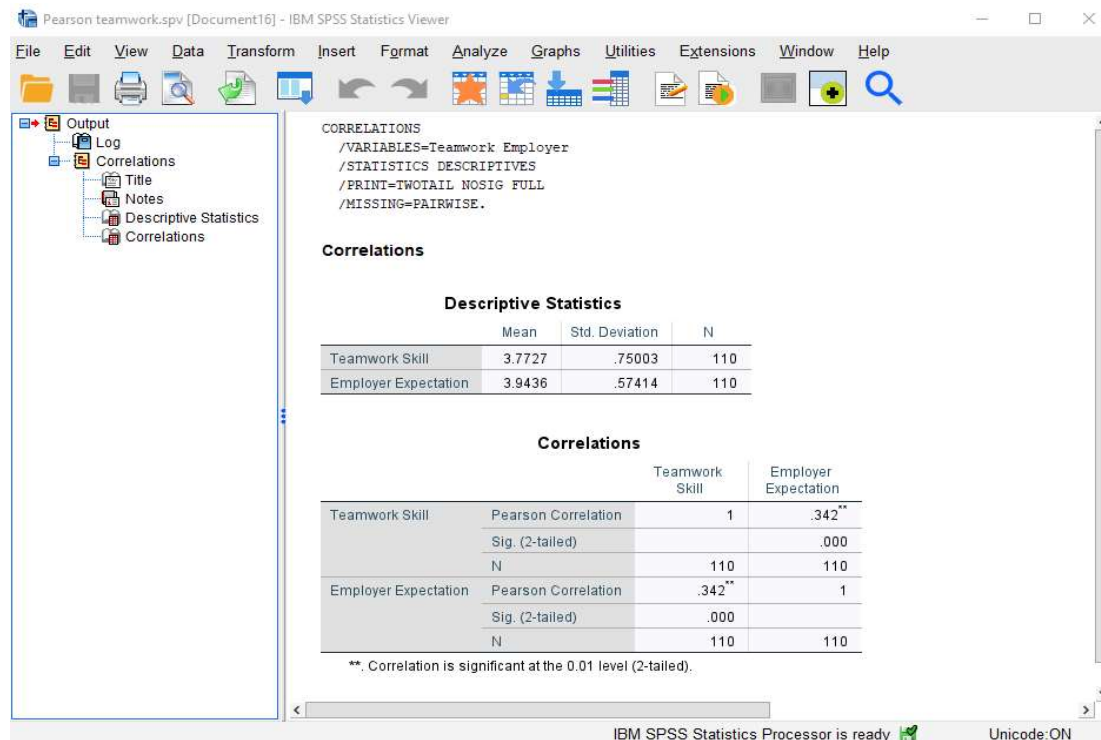 Pearson teamwork.spv [Document16] - IBM SPSS Statistics Viewer
File Edit View Data Transform Insert Format Analyze Graphs Utilities Extensions Window Help
Output
Log
Correlations
Title
Notes
Descriptive Statistics
Correlations
CORRELATIONS
/VARIABLES=Teamwork Employer
/STATISTICS DESCRIPTIVES
/PRINT=TWOTAIL NOSIG FULL
/MISSING=PAIRWISE.
Correlations
Descriptive Statistics
Mean Std. Deviation N
Teamwork Skill 3.7727 .75003 110
Employer Expectation 3.9436 .57414 110
Correlations
Teamwork Employer
Skill Expectation
Teamwork Skill Pearson Correlation 1 .342**
Sig. (2-tailed) .000
N 110 110
Employer Expectation Pearson Correlation .342** 1
Sig. (2-tailed) .000
N 110 110
**. Correlation is significant at the 0.01 level (2-tailed).
IBM SPSS Statistics Processor is ready Unicode:ON